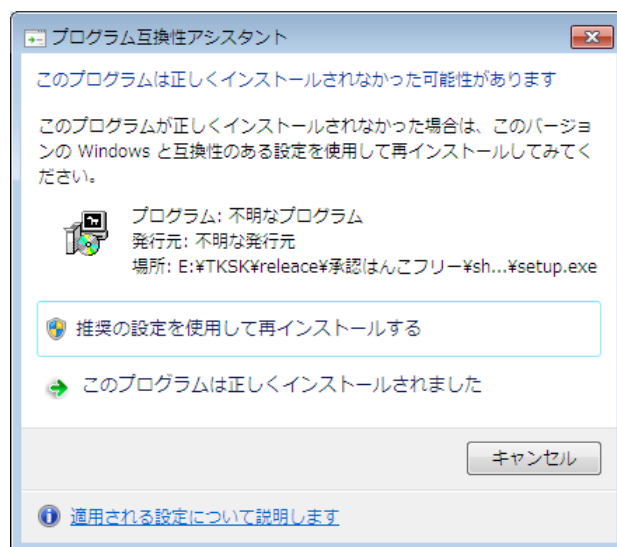 プログラム互換性アシスタント
このプログラムは正しくインストールされなかった可能性があります
このプログラムが正しくインストールされなかった場合は、このバージョ
ンの Windows と互換性のある設定を使用して再インストールしてみてく
ださい。
プログラム: 不明なプログラム
発行元: 不明な発行元
場所: E:¥TKSK¥releace¥承認はんこフリー¥sh...¥setup.exe
推奨の設定を使用して再インストールする
このプログラムは正しくインストールされました
キャンセル
適用される設定について説明します